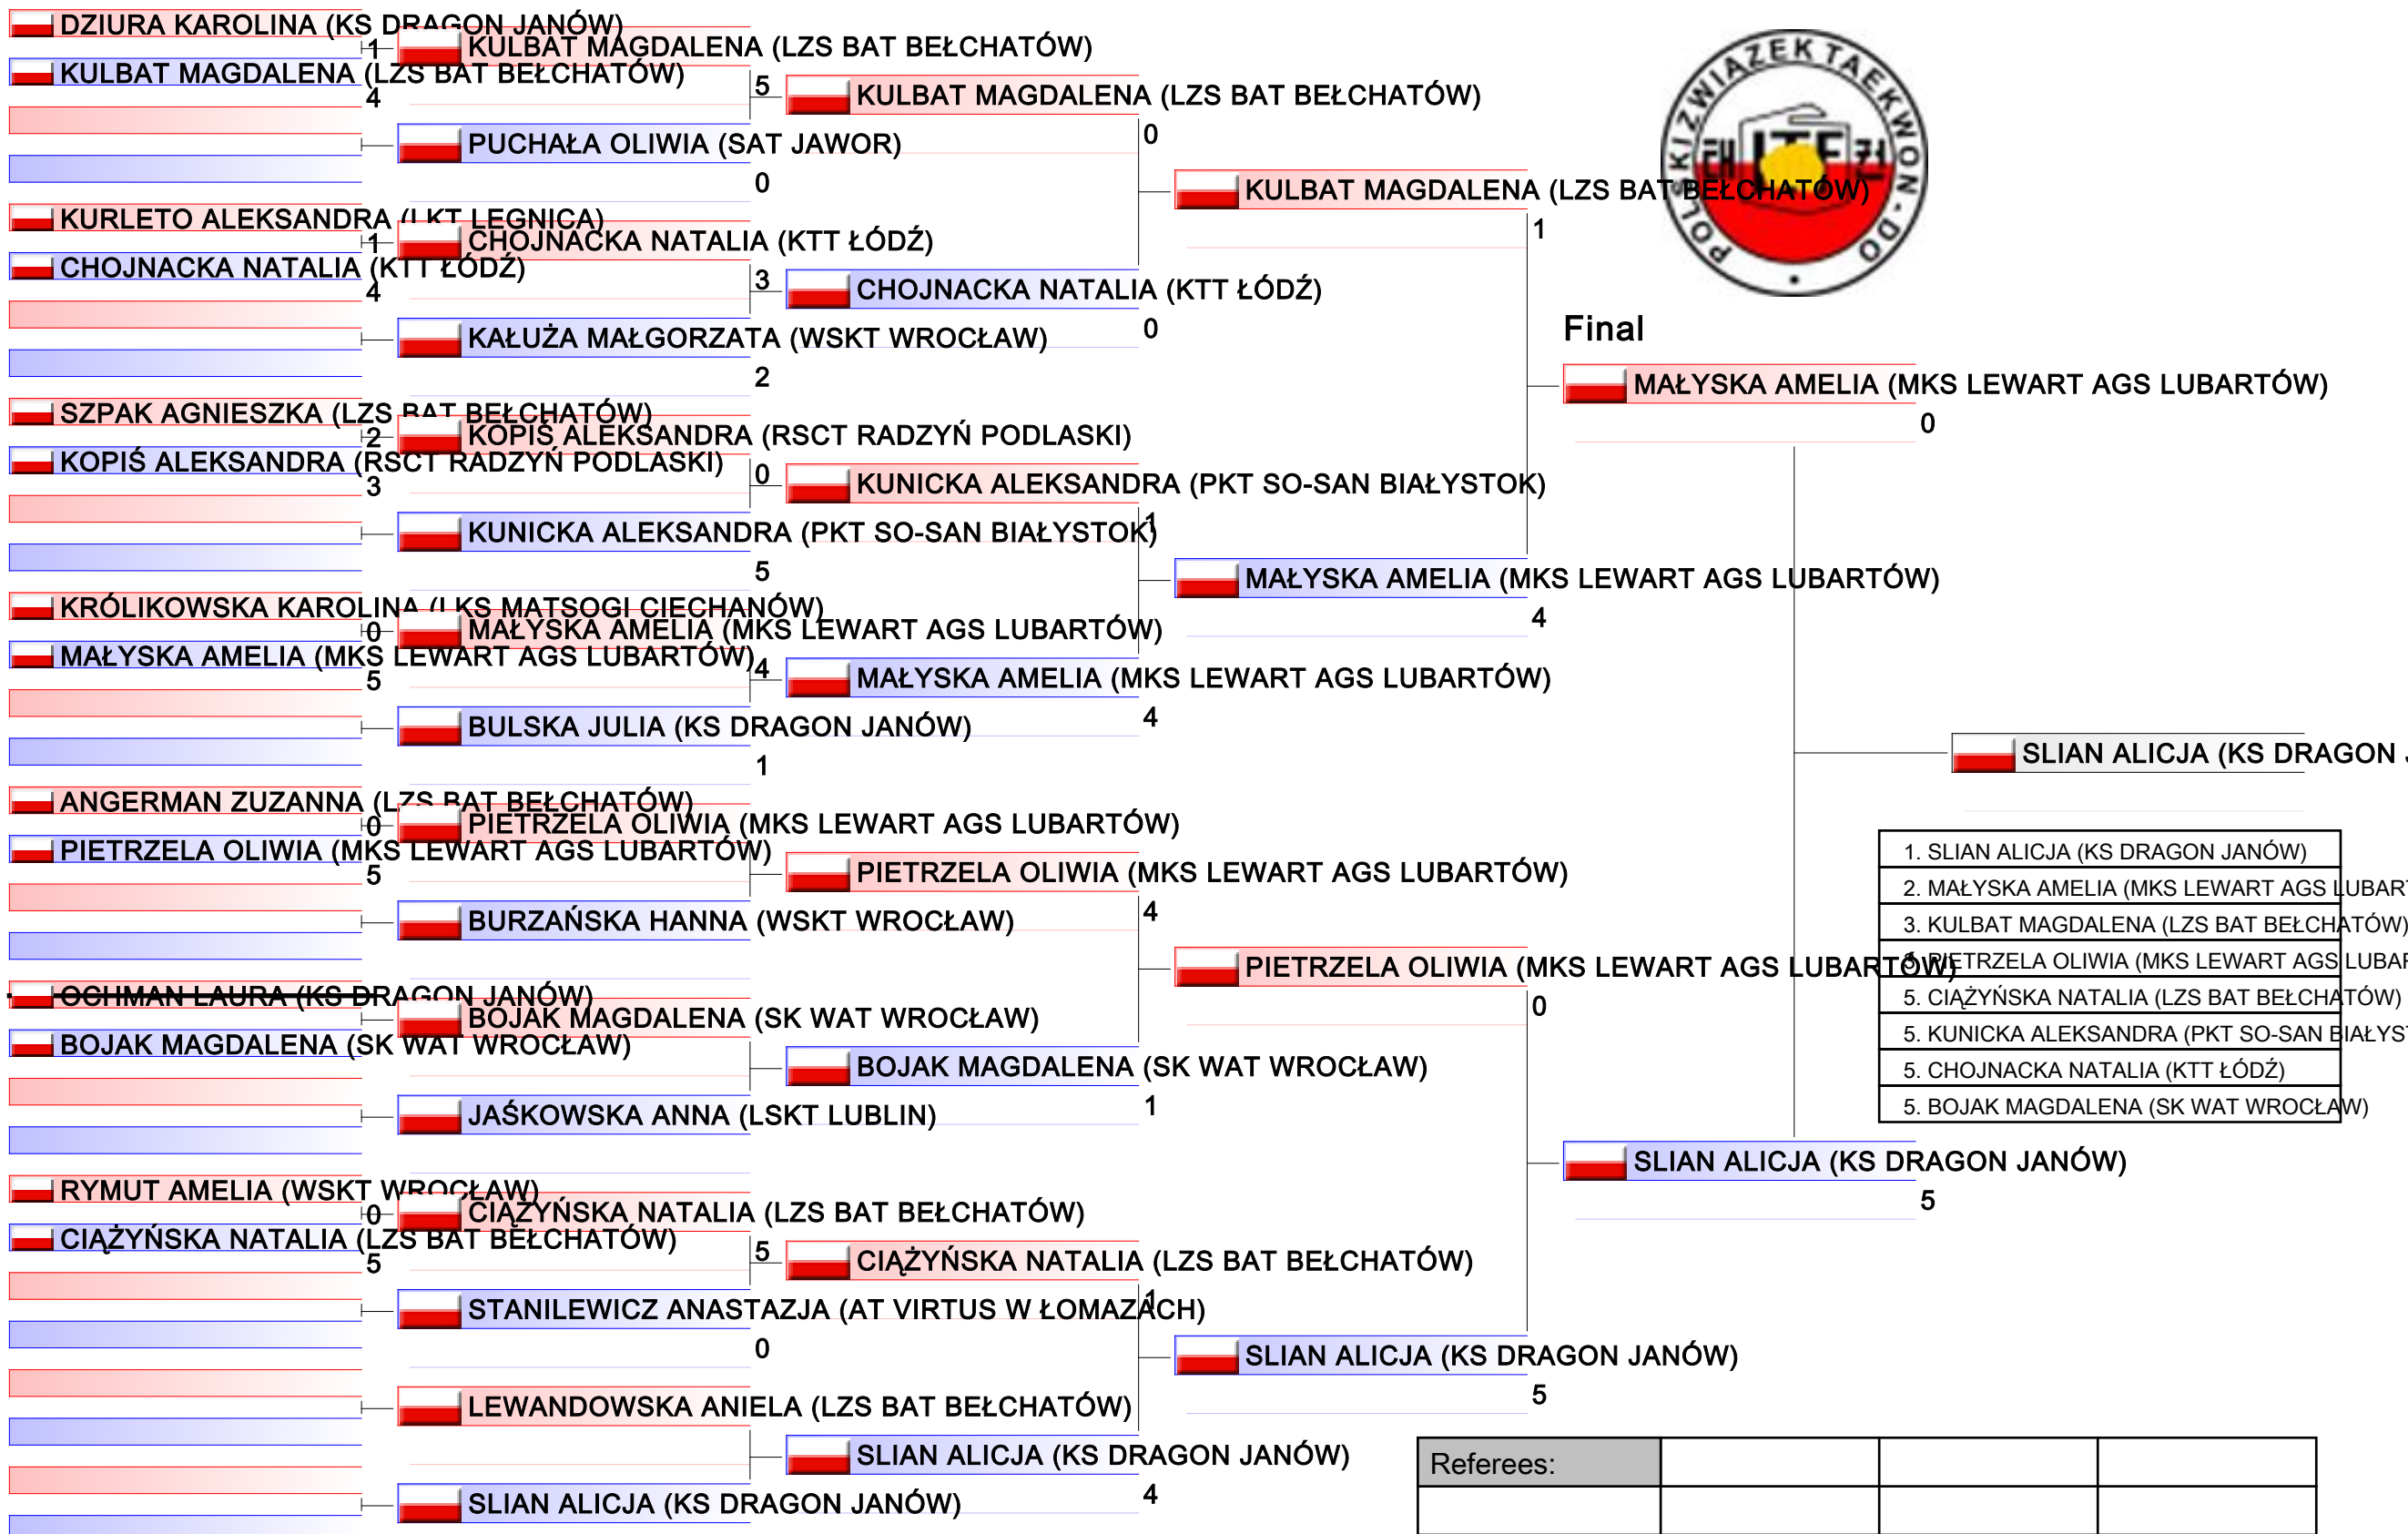 DZIURA KAROLINA (KS DRAGON JANÓW)
1
KULBAT MAGDALENA (LZS BAT BEŁCHATÓW)
4
KURLETO ALEKSANDRA (LKT LEGNICA)
1
CHOJNACKA NATALIA (KTT ŁÓDŹ)
4
SZPAK AGNIESZKA (LZS BAT BEŁCHATÓW)
2
KOPIŚ ALEKSANDRA (RSCT RADZYŃ PODLASKI)
3
KRÓLIKOWSKA KAROLINA (LKS MATSOGI CIECHANÓW)
0
MAŁYSKA AMELIA (MKS LEWART AGS LUBARTÓW)
5
ANGERMAN ZUZANNA (LZS BAT BEŁCHATÓW)
0
PIETRZELA OLIWIA (MKS LEWART AGS LUBARTÓW)
5
OCHMAN LAURA (KS DRAGON JANÓW)
BOJAK MAGDALENA (SK WAT WROCŁAW)
RYMUT AMELIA (WSKT WROCŁAW)
0
CIĄŻYŃSKA NATALIA (LZS BAT BEŁCHATÓW)
5
KULBAT MAGDALENA (LZS BAT BEŁCHATÓW)
5
PUCHAŁA OLIWIA (SAT JAWOR)
0
CHOJNACKA NATALIA (KTT ŁÓDŹ)
3
KAŁUŻA MAŁGORZATA (WSKT WROCŁAW)
2
KOPIŚ ALEKSANDRA (RSCT RADZYŃ PODLASKI)
0
KUNICKA ALEKSANDRA (PKT SO-SAN BIAŁYSTOK)
5
MAŁYSKA AMELIA (MKS LEWART AGS LUBARTÓW)
4
BULSKA JULIA (KS DRAGON JANÓW)
1
PIETRZELA OLIWIA (MKS LEWART AGS LUBARTÓW)
BURZAŃSKA HANNA (WSKT WROCŁAW)
BOJAK MAGDALENA (SK WAT WROCŁAW)
JAŚKOWSKA ANNA (LSKT LUBLIN)
CIĄŻYŃSKA NATALIA (LZS BAT BEŁCHATÓW)
5
STANILEWICZ ANASTAZJA (AT VIRTUS W ŁOMAZACH)
0
LEWANDOWSKA ANIELA (LZS BAT BEŁCHATÓW)
SLIAN ALICJA (KS DRAGON JANÓW)
KULBAT MAGDALENA (LZS BAT BEŁCHATÓW)
0
CHOJNACKA NATALIA (KTT ŁÓDŹ)
0
KUNICKA ALEKSANDRA (PKT SO-SAN BIAŁYSTOK)
1
MAŁYSKA AMELIA (MKS LEWART AGS LUBARTÓW)
4
PIETRZELA OLIWIA (MKS LEWART AGS LUBARTÓW)
4
BOJAK MAGDALENA (SK WAT WROCŁAW)
1
CIĄŻYŃSKA NATALIA (LZS BAT BEŁCHATÓW)
1
SLIAN ALICJA (KS DRAGON JANÓW)
4
KULBAT MAGDALENA (LZS BAT BEŁCHATÓW)
1
MAŁYSKA AMELIA (MKS LEWART AGS LUBARTÓW)
4
PIETRZELA OLIWIA (MKS LEWART AGS LUBARTÓW)
0
SLIAN ALICJA (KS DRAGON JANÓW)
5
POLSKI ZWIAZEK TAEKWON-DO
ITF
Final
MAŁYSKA AMELIA (MKS LEWART AGS LUBARTÓW)
0
SLIAN ALICJA (KS DRAGON JANÓW)
5
SLIAN ALICJA (KS DRAGON
1. SLIAN ALICJA (KS DRAGON JANÓW)
2. MAŁYSKA AMELIA (MKS LEWART AGS LUBAR
3. KULBAT MAGDALENA (LZS BAT BEŁCHATÓW)
3. PIETRZELA OLIWIA (MKS LEWART AGS LUBA
5. CIĄŻYŃSKA NATALIA (LZS BAT BEŁCHATÓW)
5. KUNICKA ALEKSANDRA (PKT SO-SAN BIAŁYS
5. CHOJNACKA NATALIA (KTT ŁÓDŹ)
5. BOJAK MAGDALENA (SK WAT WROCŁAW)
Referees: